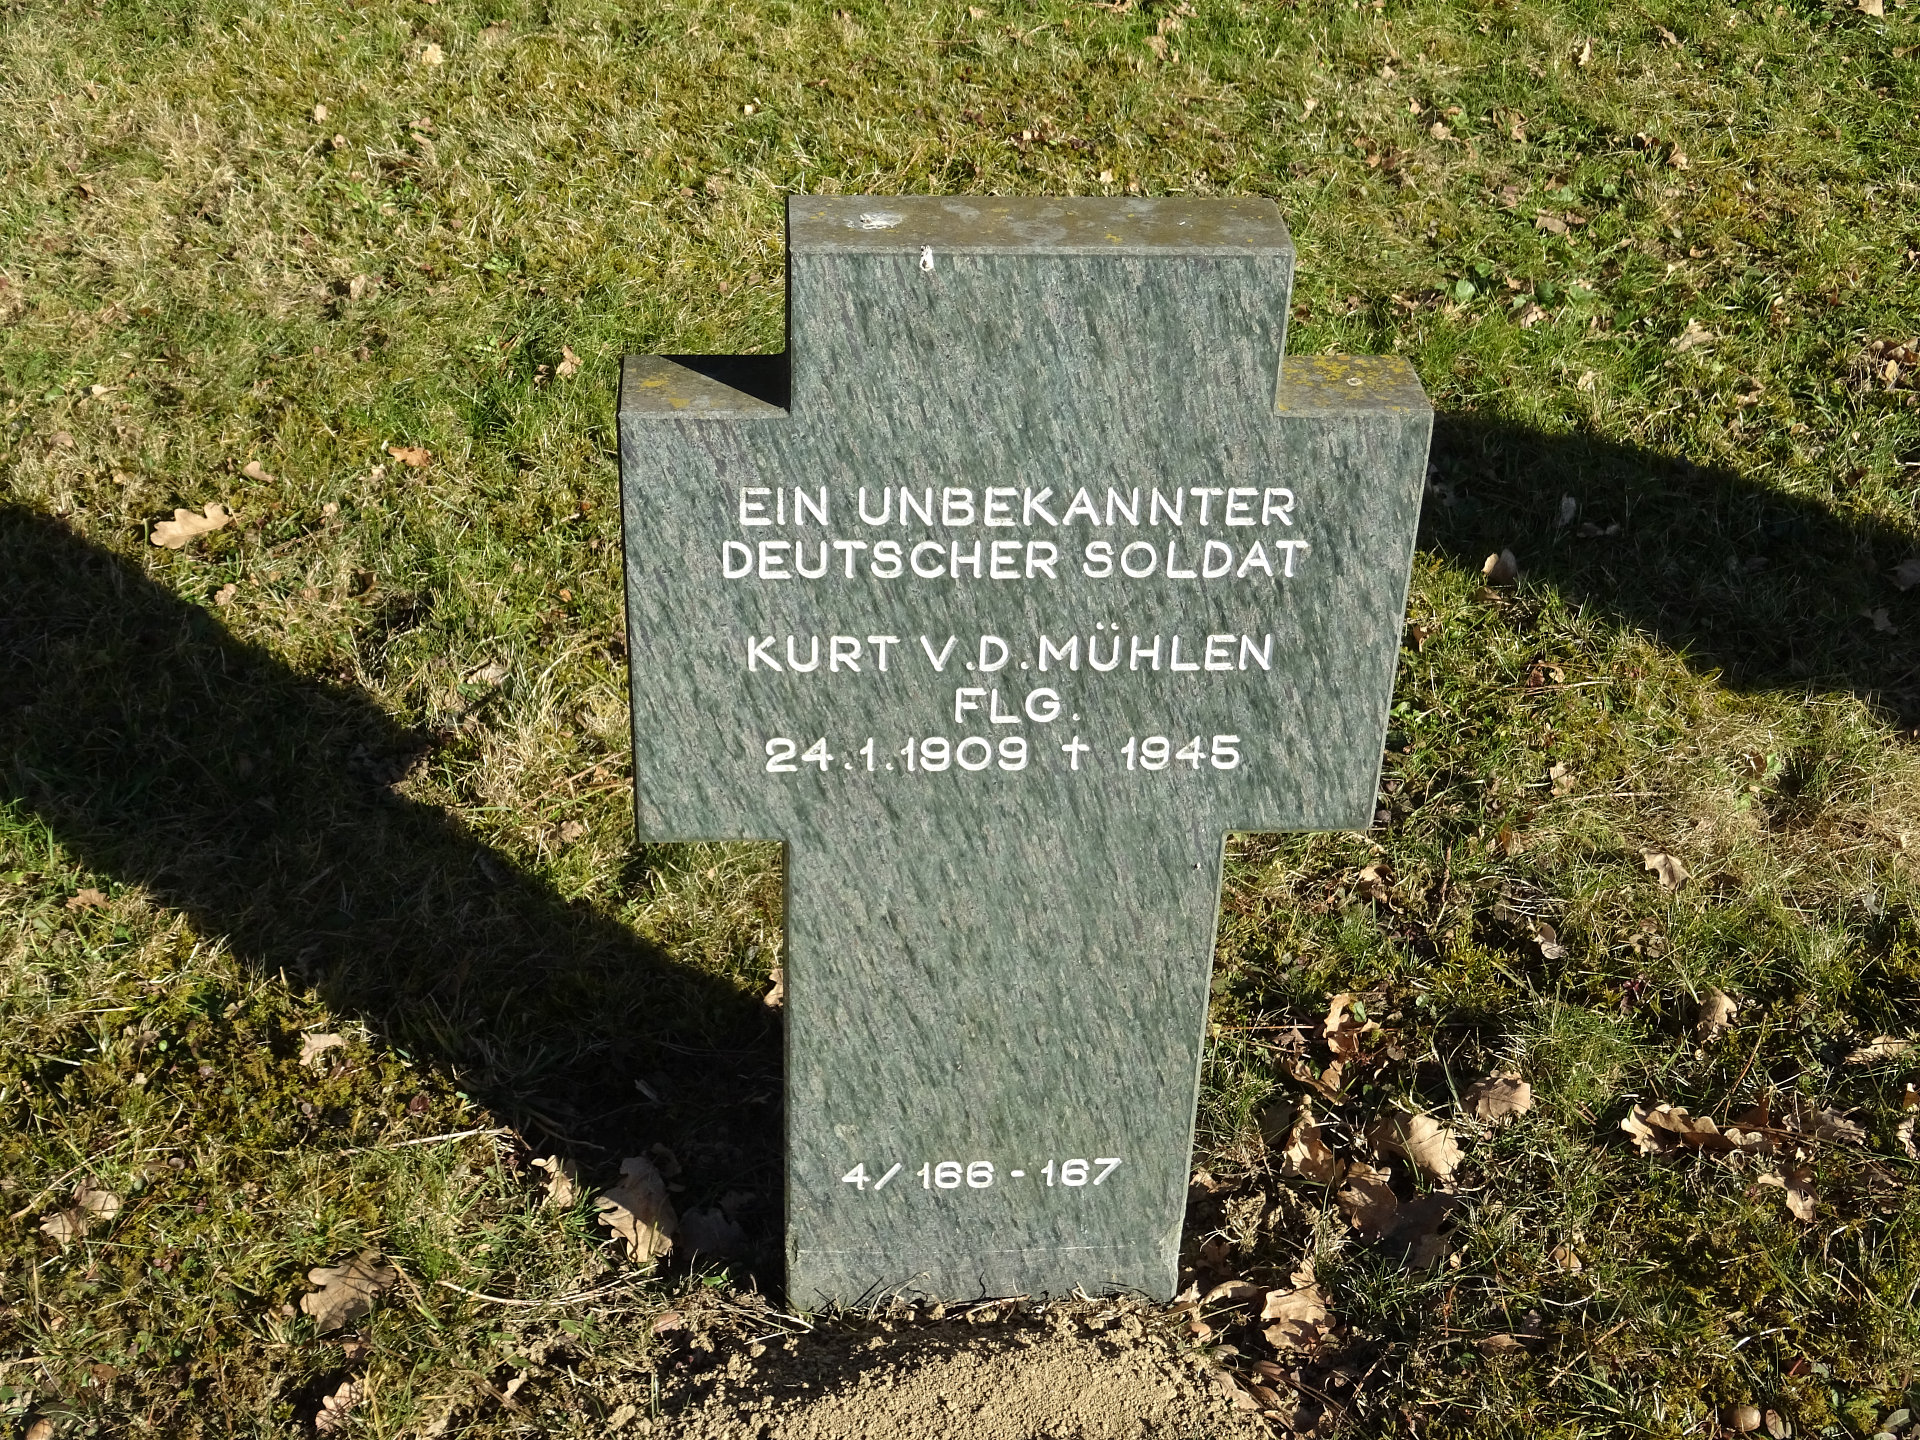 EIN UNBEKANNTER
DEUTSCHER SOLDAT
KURT V.D.MÜHLEN
FLG.
24.1.1909 ✝ 1945
4/166-167